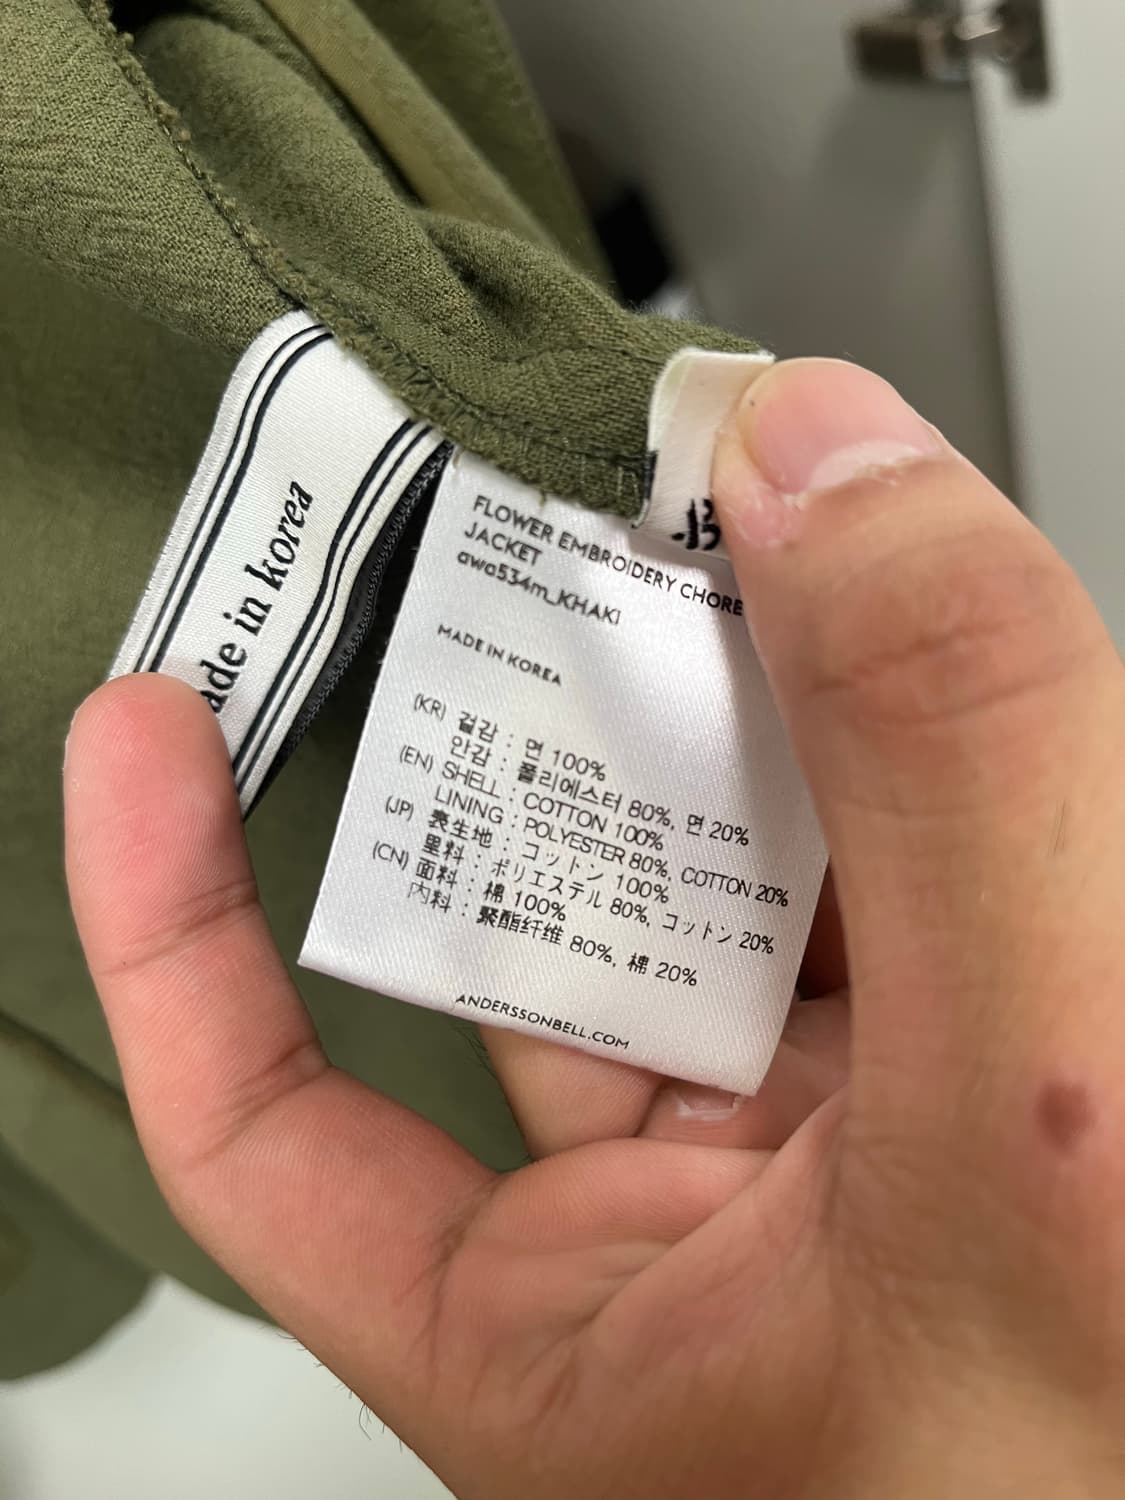 made in korea
FLOWER EMBROIDERY CHORE
JACKET
awa534m_KHAKI
MADE IN KOREA
(KR) 겉감 : 면 100%
안감 : 폴리에스터 80%, 면 20%
(EN) SHELL : COTTON 100%
LINING : POLYESTER 80%, COTTON 20%
(JP) 表生地 : コットン 100%
里料 : ポリエステル 80%, コットン 20%
(CN) 面料 : 棉 100%
内料 : 聚酯纤维 80%, 棉 20%
ANDERSSONBELL.COM